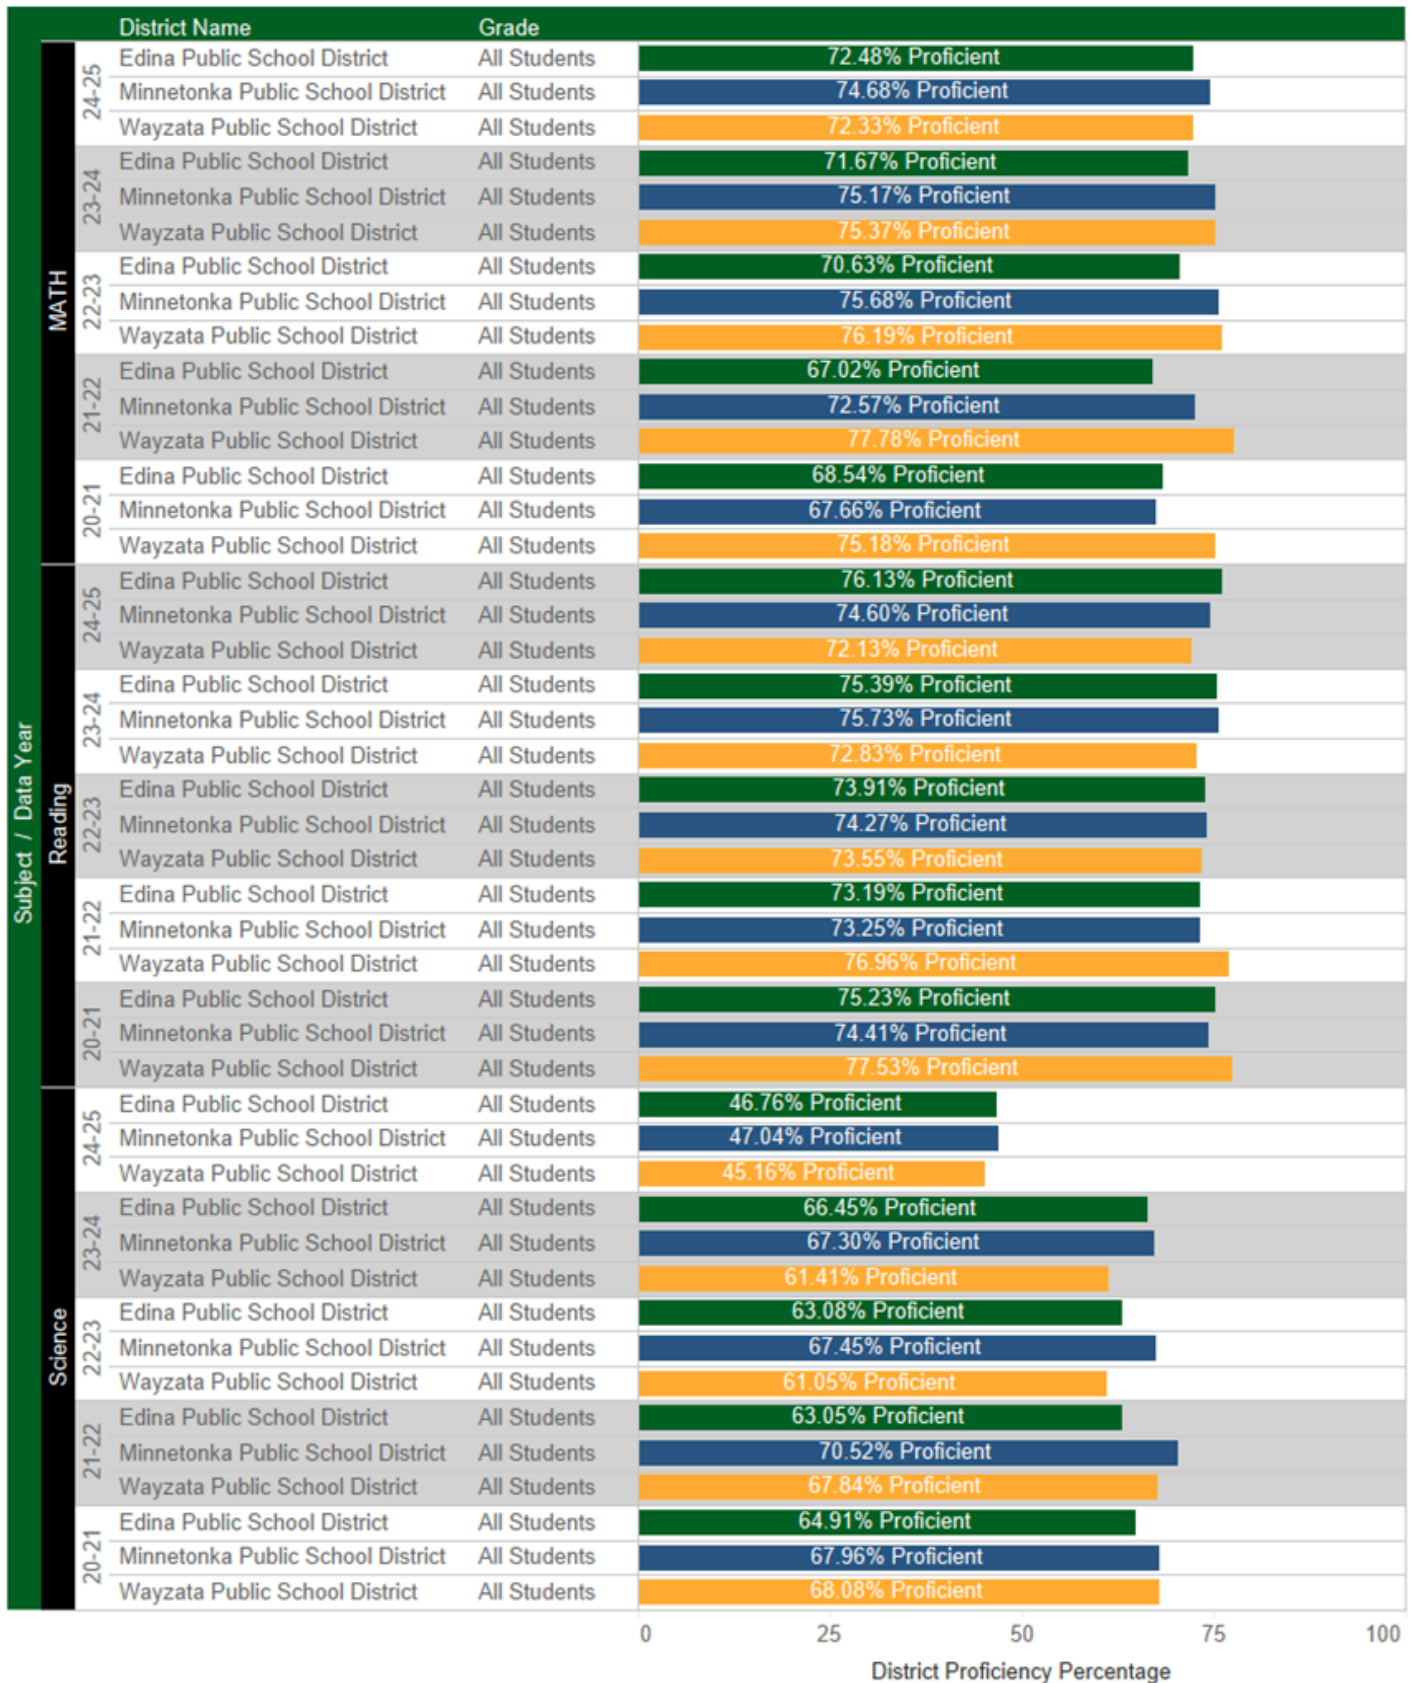 District Name Grade
Subject / Data Year
MATH
24-25
Edina Public School District All Students 72.48% Proficient
Minnetonka Public School District All Students 74.68% Proficient
Wayzata Public School District All Students 72.33% Proficient
23-24
Edina Public School District All Students 71.67% Proficient
Minnetonka Public School District All Students 75.17% Proficient
Wayzata Public School District All Students 75.37% Proficient
22-23
Edina Public School District All Students 70.63% Proficient
Minnetonka Public School District All Students 75.68% Proficient
Wayzata Public School District All Students 76.19% Proficient
21-22
Edina Public School District All Students 67.02% Proficient
Minnetonka Public School District All Students 72.57% Proficient
Wayzata Public School District All Students 77.78% Proficient
20-21
Edina Public School District All Students 68.54% Proficient
Minnetonka Public School District All Students 67.66% Proficient
Wayzata Public School District All Students 75.18% Proficient
Reading
24-25
Edina Public School District All Students 76.13% Proficient
Minnetonka Public School District All Students 74.60% Proficient
Wayzata Public School District All Students 72.13% Proficient
23-24
Edina Public School District All Students 75.39% Proficient
Minnetonka Public School District All Students 75.73% Proficient
Wayzata Public School District All Students 72.83% Proficient
22-23
Edina Public School District All Students 73.91% Proficient
Minnetonka Public School District All Students 74.27% Proficient
Wayzata Public School District All Students 73.55% Proficient
21-22
Edina Public School District All Students 73.19% Proficient
Minnetonka Public School District All Students 73.25% Proficient
Wayzata Public School District All Students 76.96% Proficient
20-21
Edina Public School District All Students 75.23% Proficient
Minnetonka Public School District All Students 74.41% Proficient
Wayzata Public School District All Students 77.53% Proficient
Science
24-25
Edina Public School District All Students 46.76% Proficient
Minnetonka Public School District All Students 47.04% Proficient
Wayzata Public School District All Students 45.16% Proficient
23-24
Edina Public School District All Students 66.45% Proficient
Minnetonka Public School District All Students 67.30% Proficient
Wayzata Public School District All Students 61.41% Proficient
22-23
Edina Public School District All Students 63.08% Proficient
Minnetonka Public School District All Students 67.45% Proficient
Wayzata Public School District All Students 61.05% Proficient
21-22
Edina Public School District All Students 63.05% Proficient
Minnetonka Public School District All Students 70.52% Proficient
Wayzata Public School District All Students 67.84% Proficient
20-21
Edina Public School District All Students 64.91% Proficient
Minnetonka Public School District All Students 67.96% Proficient
Wayzata Public School District All Students 68.08% Proficient
0 25 50 75 100
District Proficiency Percentage